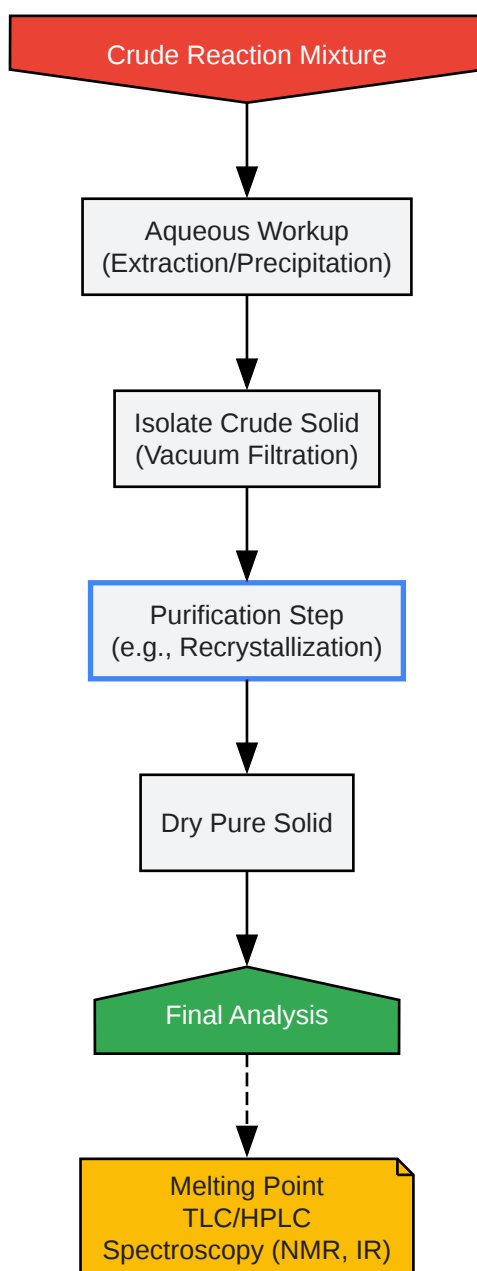 Crude Reaction Mixture
Aqueous Workup
(Extraction/Precipitation)
Isolate Crude Solid
(Vacuum Filtration)
Purification Step
(e.g., Recrystallization)
Dry Pure Solid
Final Analysis
Melting Point
TLC/HPLC
Spectroscopy (NMR, IR)